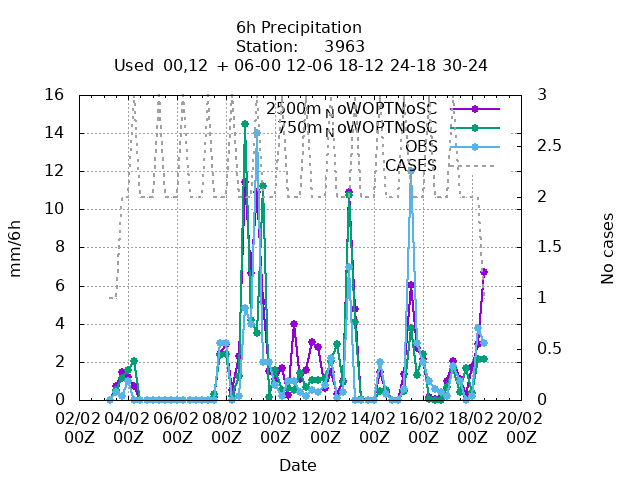 6h Precipitation
Station: 3963
Used 00,12 + 06-00 12-06 18-12 24-18 30-24
16 3
2500m NoWOPTNoSC
750m NoWOPTNoSC
14 2.5
OBS
12
CASES
10 2
8 1.5
6 1
4
2 0.5
0 0
mm/6h
No cases
02/02 04/02 06/02 08/02 10/02 12/02 14/02 16/02 18/02 20/02
00Z 00Z 00Z 00Z 00Z 00Z 00Z 00Z 00Z 00Z
Date